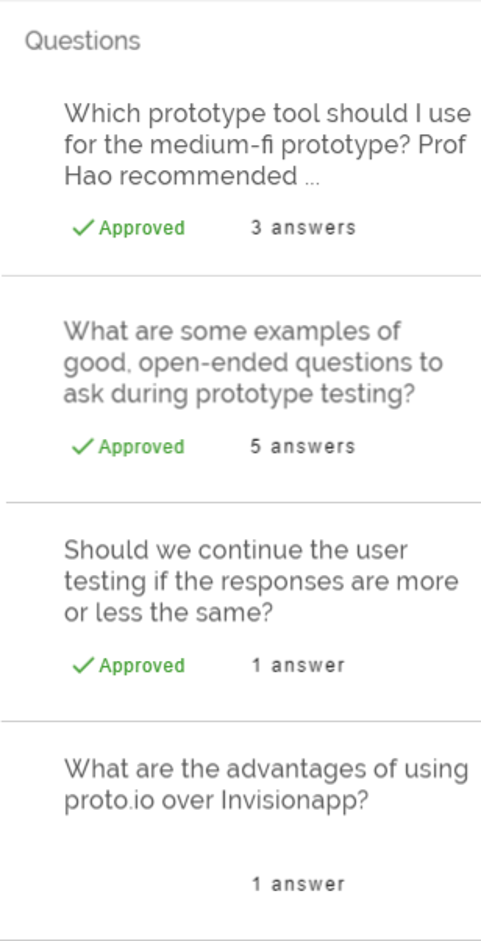 Questions
Which prototype tool should I use
for the medium-fi prototype? Prof
Hao recommended ...
Approved 3 answers
What are some examples of
good, open-ended questions to
ask during prototype testing?
Approved 5 answers
Should we continue the user
testing if the responses are more
or less the same?
Approved 1 answer
What are the advantages of using
proto.io over Invisionapp?
1 answer